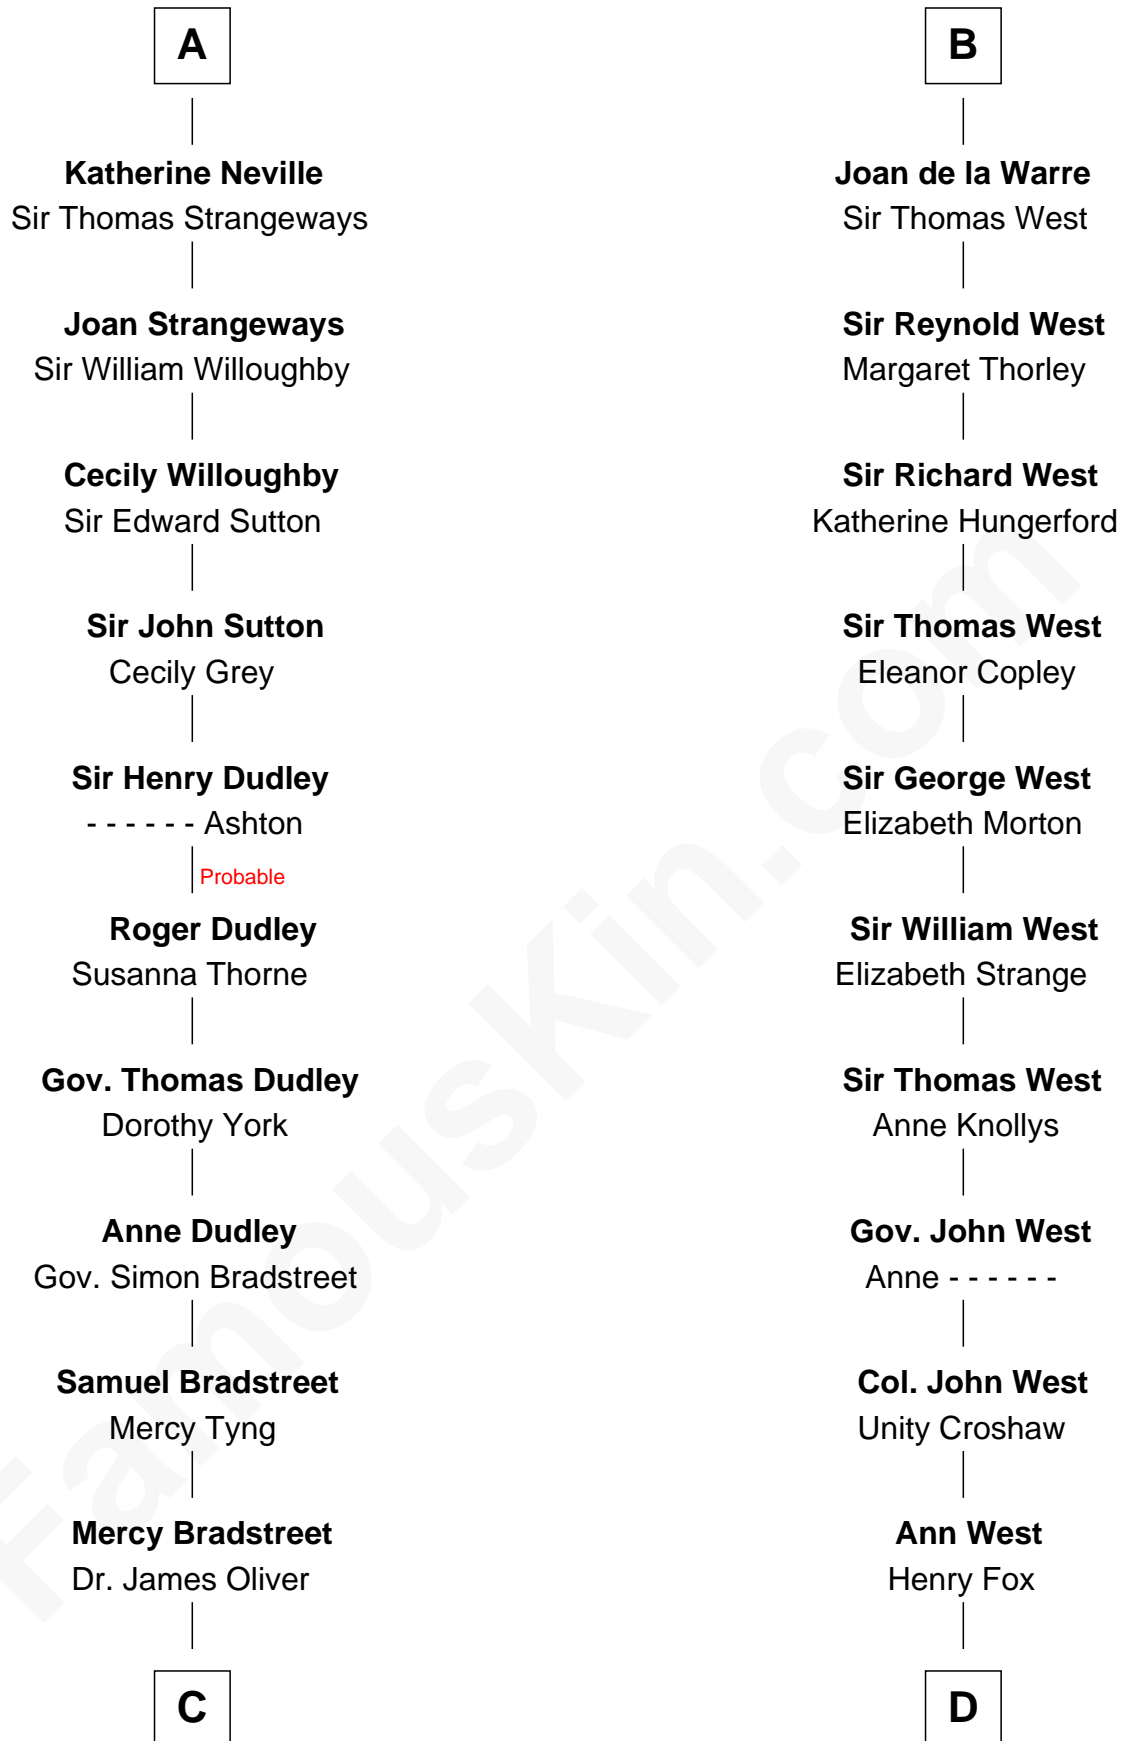 A
Katherine Neville
Sir Thomas Strangeways
Joan Strangeways
Sir William Willoughby
Cecily Willoughby
Sir Edward Sutton
Sir John Sutton
Cecily Grey
Sir Henry Dudley
- - - - - - Ashton
Probable
Roger Dudley
Susanna Thorne
Gov. Thomas Dudley
Dorothy York
Anne Dudley
Gov. Simon Bradstreet
Samuel Bradstreet
Mercy Tyng
Mercy Bradstreet
Dr. James Oliver
C
B
Joan de la Warre
Sir Thomas West
Sir Reynold West
Margaret Thorley
Sir Richard West
Katherine Hungerford
Sir Thomas West
Eleanor Copley
Sir George West
Elizabeth Morton
Sir William West
Elizabeth Strange
Sir Thomas West
Anne Knollys
Gov. John West
Anne - - - - - -
Col. John West
Unity Croshaw
Ann West
Henry Fox
D
FamousKin.com